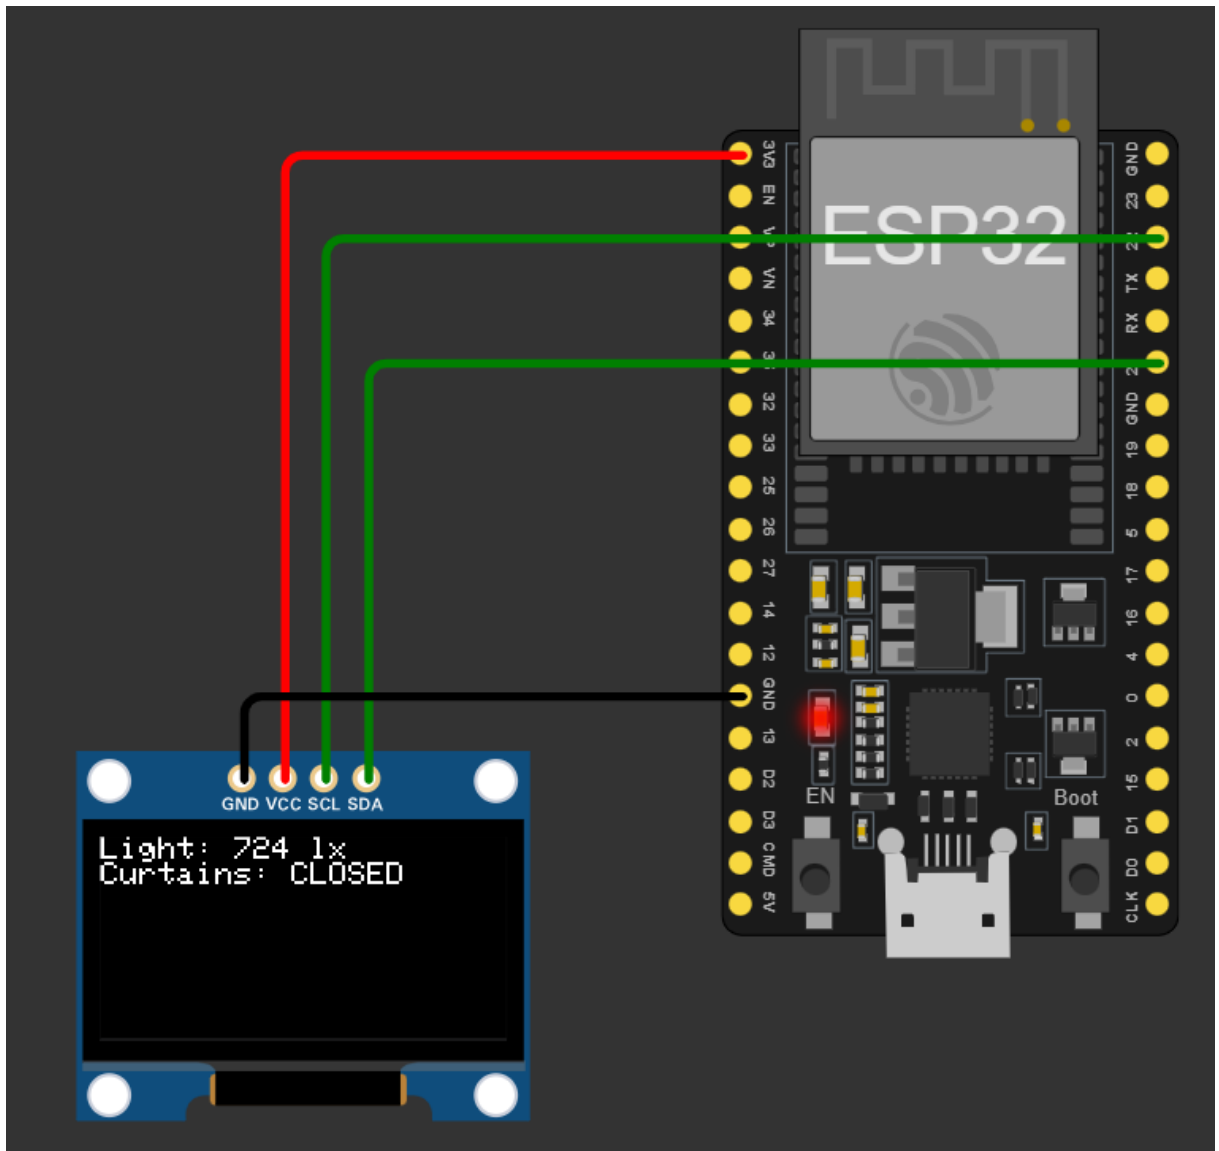 ESP32
3V3
EN
VN
34
32
33
25
26
27
14
12
GND
13
D2
D3
CMD
5V
GND
23
TX
RX
GND
19
18
5
17
16
4
0
2
15
D1
D0
CLK
EN
Boot
GND VCC SCL SDA
Light: 724 lx
Curtains: CLOSED